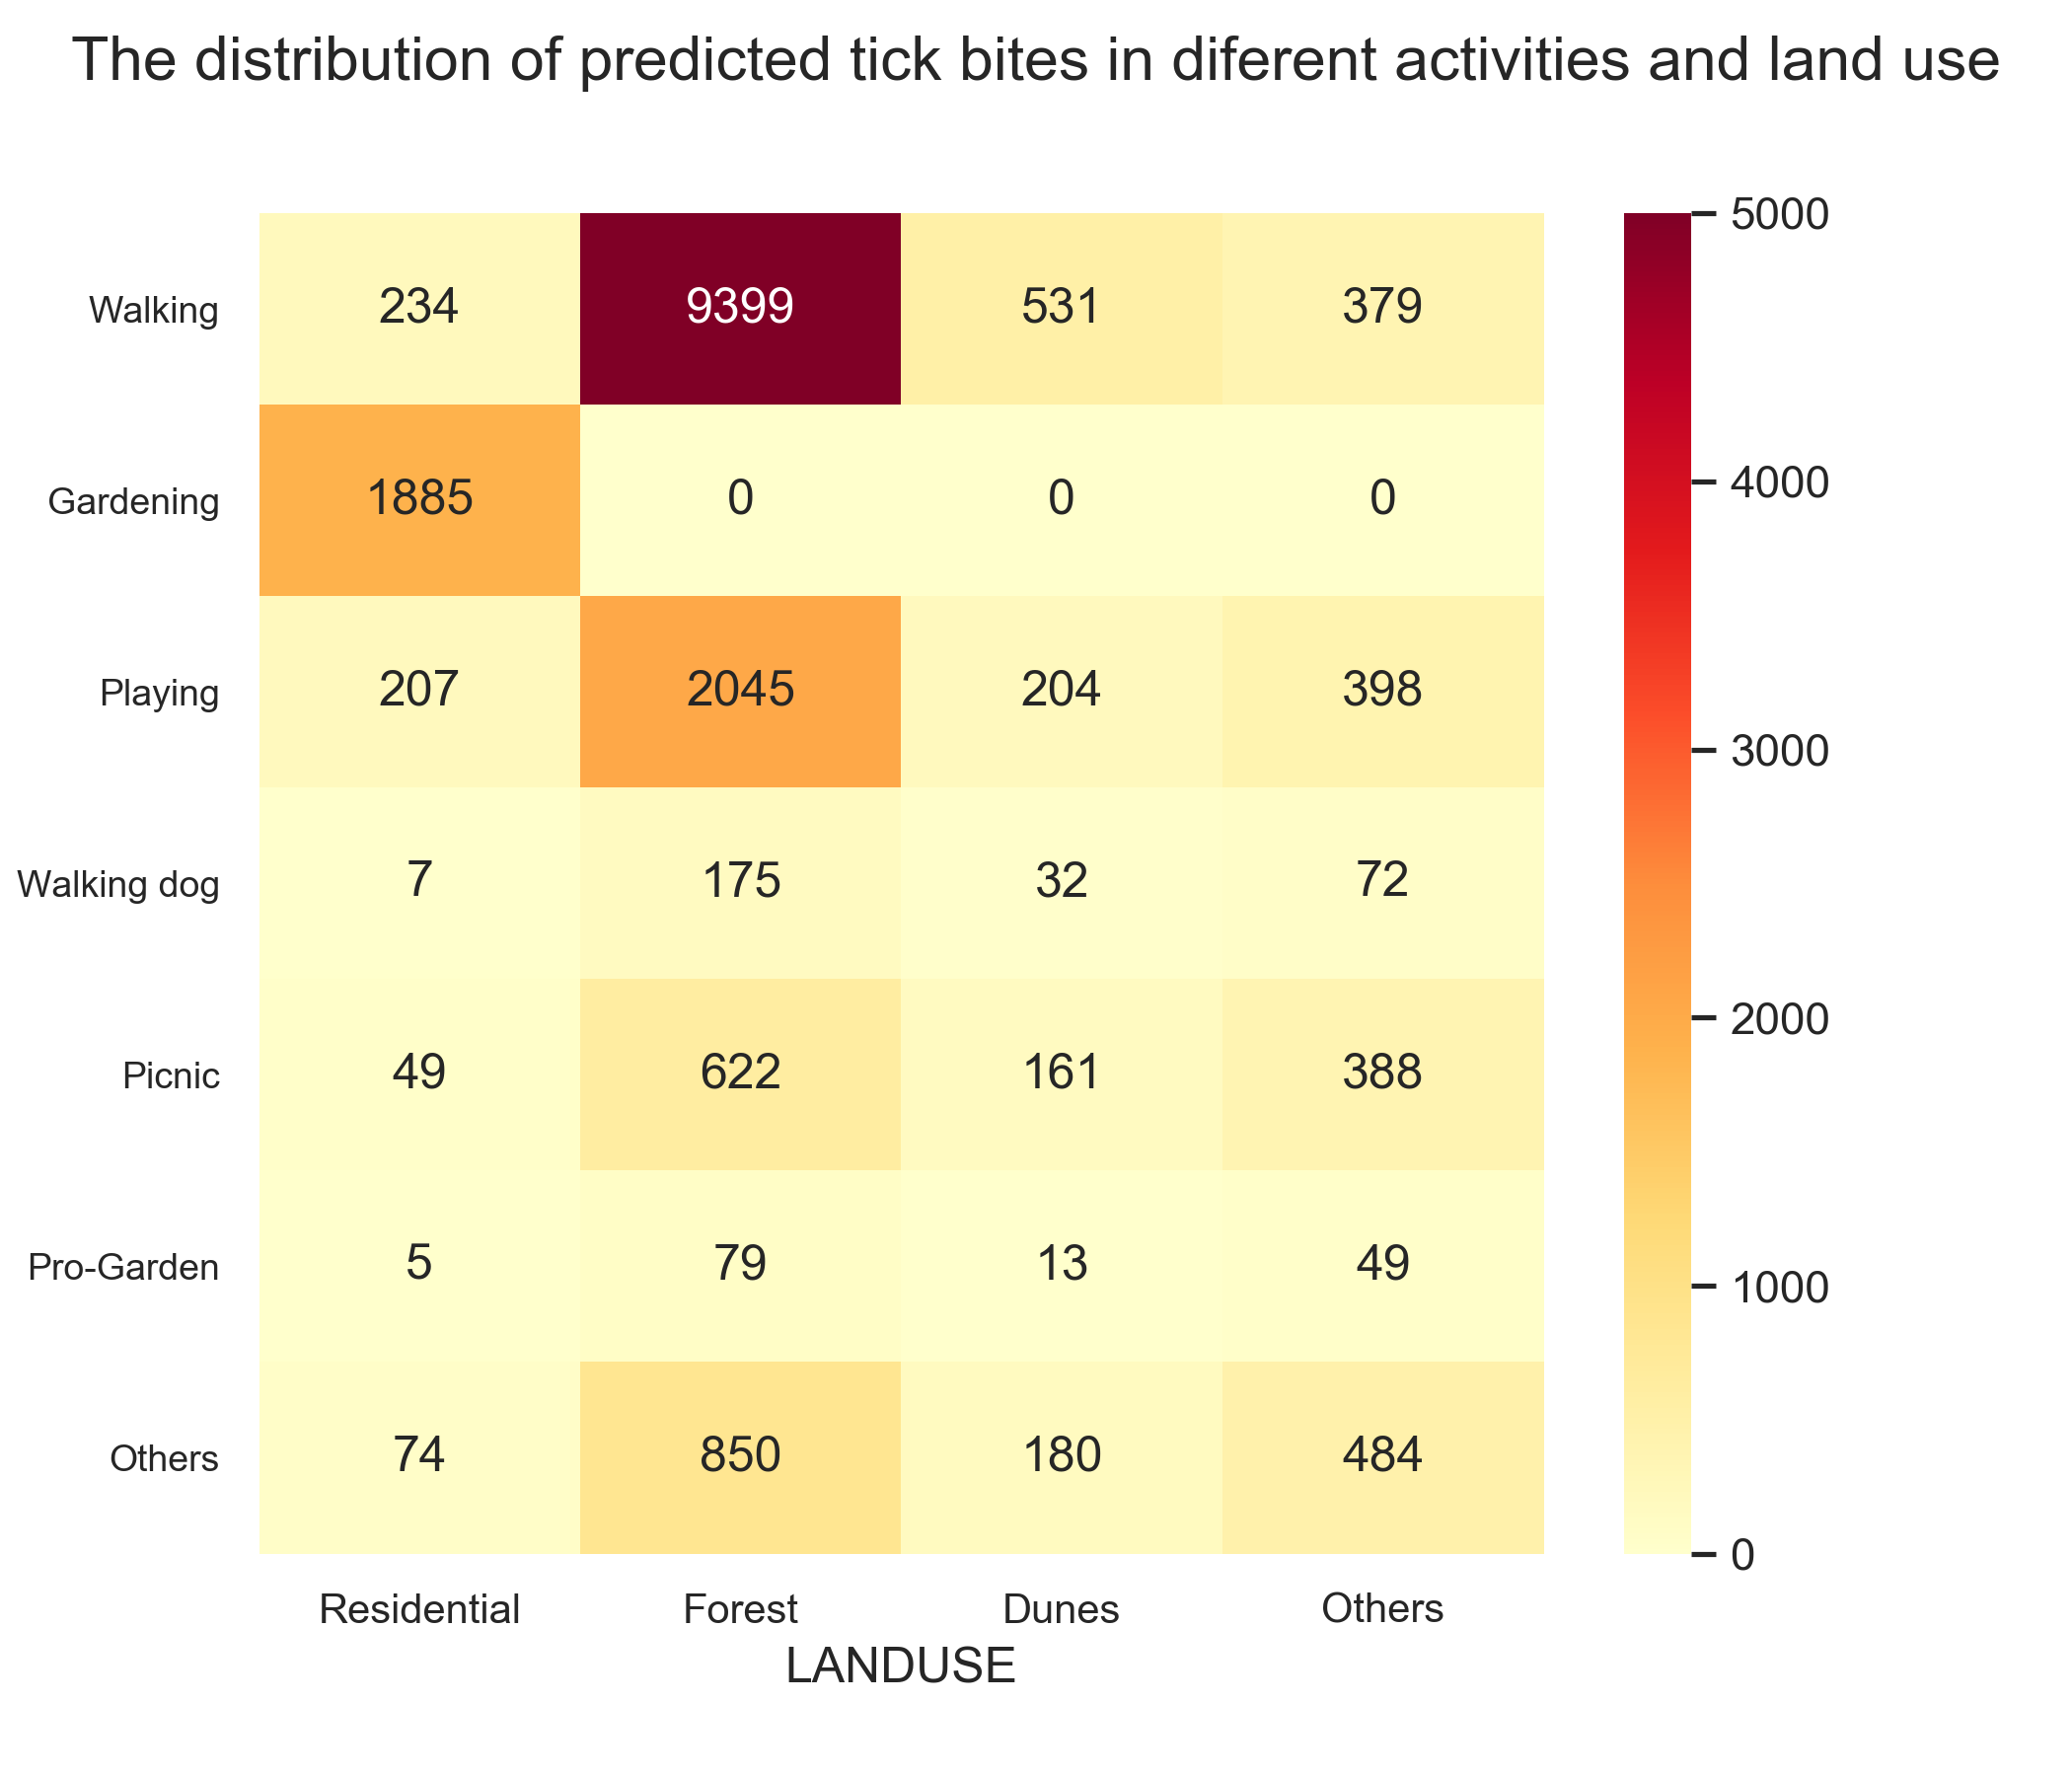 The distribution of predicted tick bites in diferent activities and land use
5000
Walking 234 9399 531 379
4000
Gardening 1885 0 0 0
Playing 207 2045 204 398
3000
Walking dog 7 175 32 72
2000
Picnic 49 622 161 388
Pro-Garden 5 79 13 49
1000
Others 74 850 180 484
0
Residential Forest Dunes Others
LANDUSE